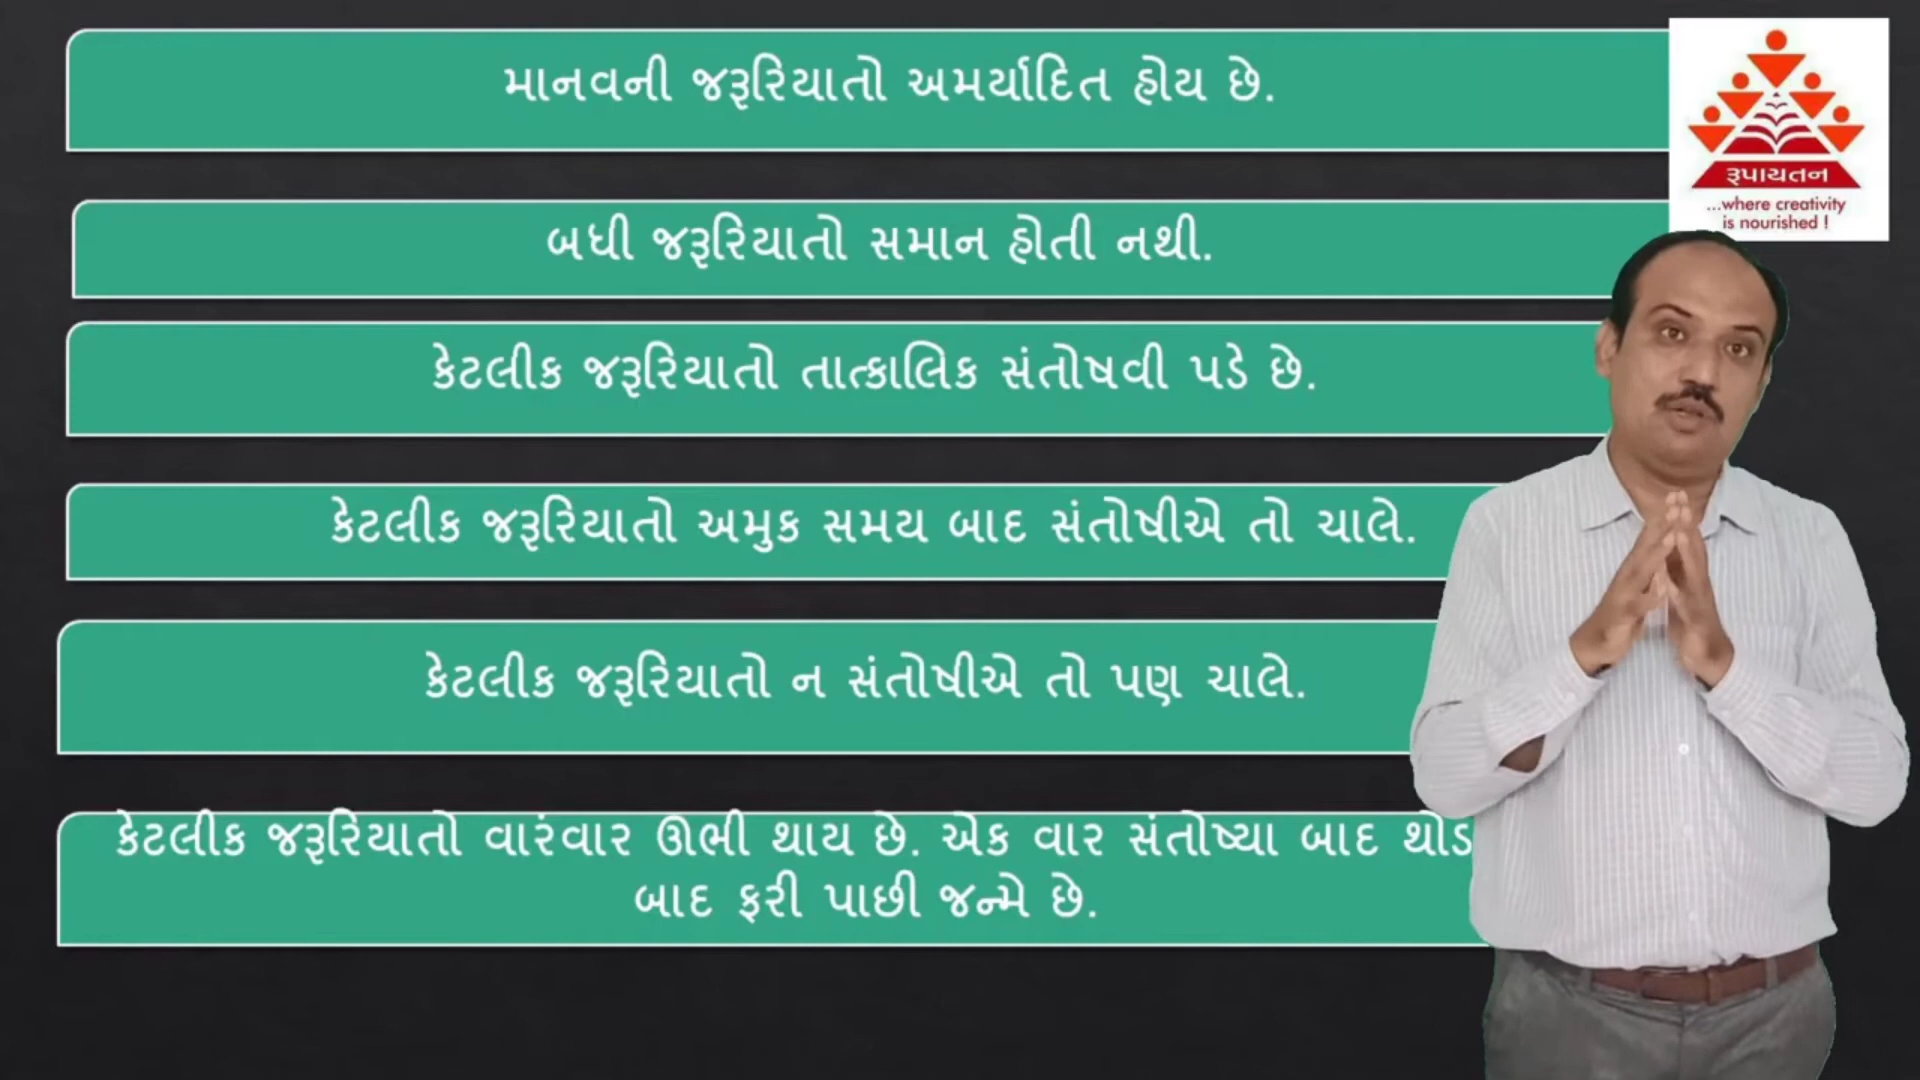 માનવની જરૂરિયાતો અમર્યાદિત હોય છે.
બધી જરૂરિયાતો સમાન હોતી નથી.
કેટલીક જરૂરિયાતો તાત્કાલિક સંતોષવી પડે છે.
કેટલીક જરૂરિયાતો અમુક સમય બાદ સંતોષીએ તો ચાલે.
કેટલીક જરૂરિયાતો ન સંતોષીએ તો પણ ચાલે.
કેટલીક જરૂરિયાતો વારંવાર ઊભી થાય છે. એક વાર સંતોષ્યા બાદ
બાદ ફરી પાછી જન્મે છે.
રૂપાયતન
...where creativity
is nourished !